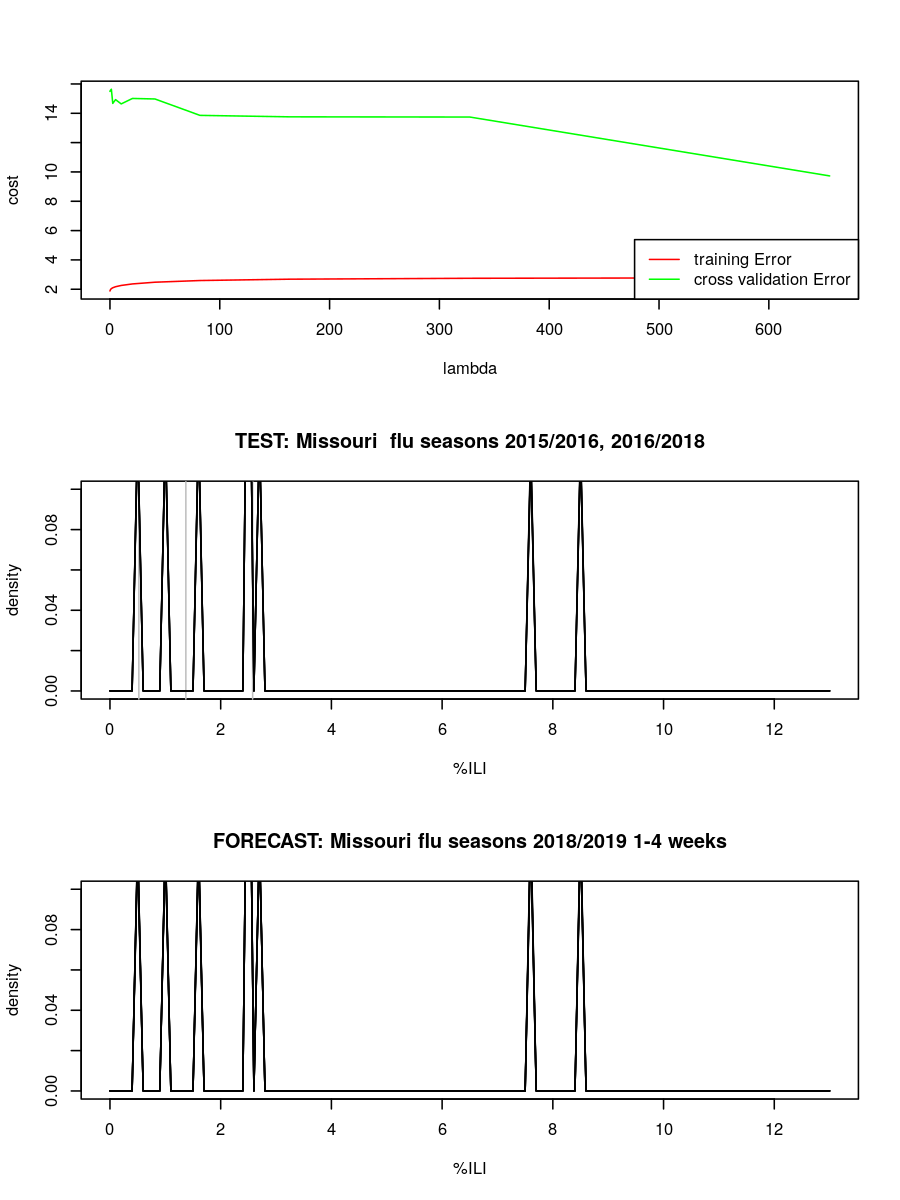 14
10
8
6
4
2
cost
training Error
cross validation Error
0 100 200 300 400 500 600
lambda
TEST: Missouri  flu seasons 2015/2016, 2016/2018
0.08
0.04
0.00
density
0 2 4 6 8 10 12
%ILI
FORECAST: Missouri flu seasons 2018/2019 1-4 weeks
0.08
0.04
0.00
density
0 2 4 6 8 10 12
%ILI